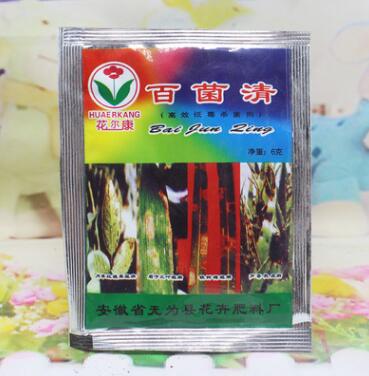 HUAERKANG
花尔康
百菌清
(高效低毒杀菌剂)
Bai Jun Qing
净重：6克
安徽省无为县花卉肥料厂